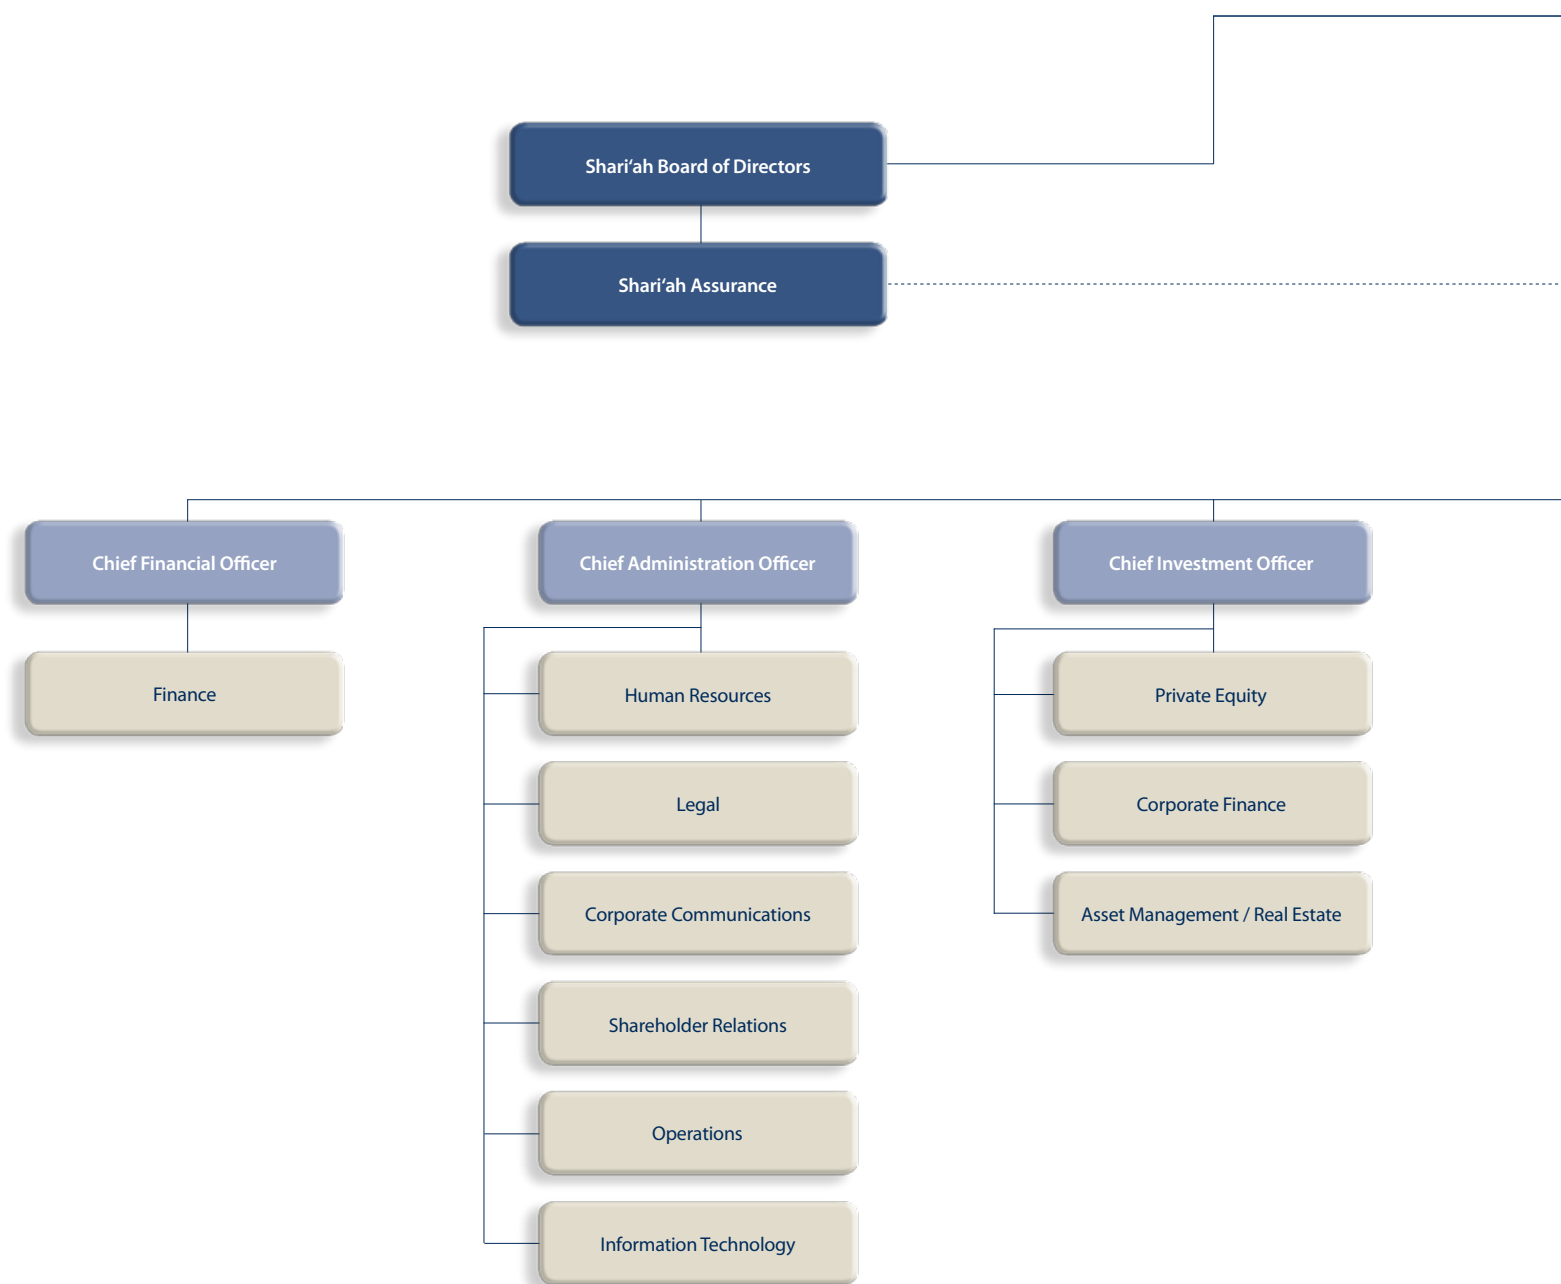 Shari‘ah Board of Directors
Shari‘ah Assurance
Chief Financial Officer
Chief Administration Officer
Chief Investment Officer
Finance
Human Resources
Private Equity
Legal
Corporate Finance
Corporate Communications
Asset Management / Real Estate
Shareholder Relations
Operations
Information Technology